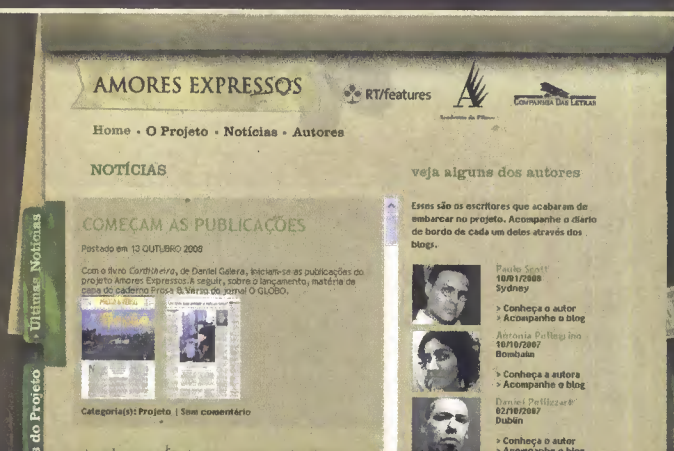 AMORES EXPRESSOS
RT/features
COMPANHIA DAS LETRAS
Home - O Projeto - Notícias - Autores
NOTÍCIAS
COMEÇAM AS PUBLICAÇÕES
Postado em 13 OUTUBRO 2008
Com o livro Cordilheira, de Daniel Galera, iniciam-se as publicações do
projeto Amores Expressos. A seguir, sobre o lançamento, matéria de
capa do caderno Prosa & Verso do jornal O GLOBO.
Categoria(s): Projeto | Sem comentário
Últimas Notícias
s do Projeto
veja alguns dos autores
Esses são os escritores que acabaram de
embarcar no projeto. Acompanhe o diário
de bordo de cada um deles através dos
blogs.
Paulo Scott
10/01/2008
Sydney
> Conheça o autor
> Acompanhe o blog
Antonia Pellegrino
10/10/2007
Bombaim
> Conheça a autora
> Acompanhe o blog
Daniel Pellizzari
02/10/2007
Dublin
> Conheça o autor
> Acompanhe o blog